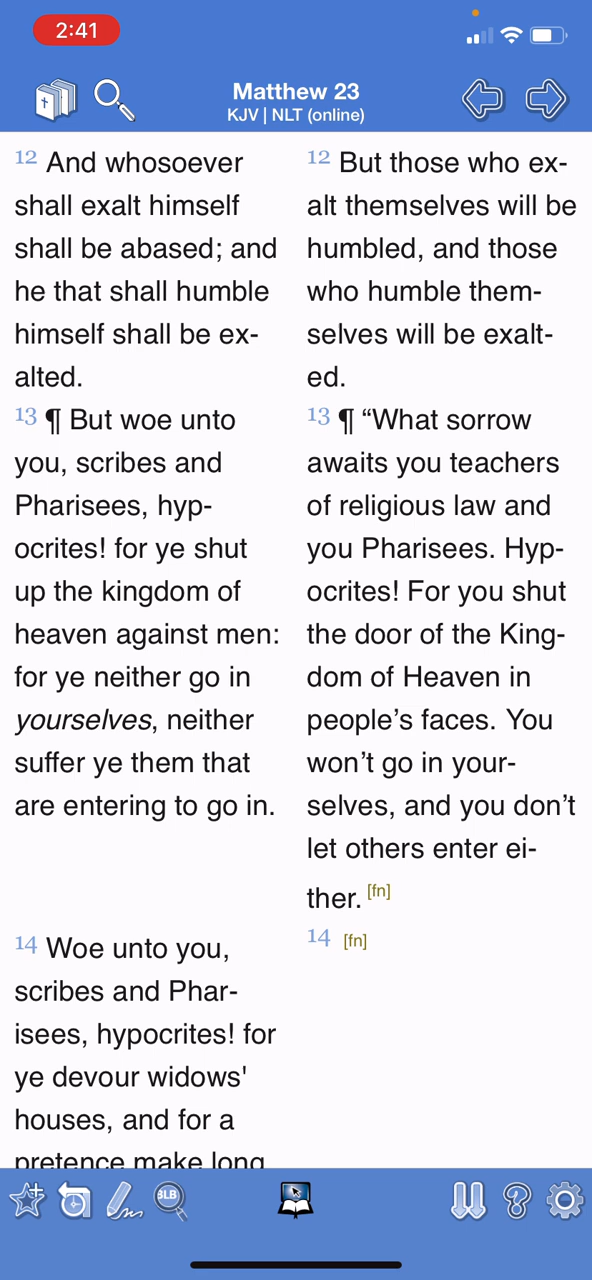 2:41
Matthew 23
KJV | NLT (online)
12 And whosoever
shall exalt himself
shall be abased; and
he that shall humble
himself shall be ex-
alted.
13 ¶ But woe unto
you, scribes and
Pharisees, hyp-
ocrites! for ye shut
up the kingdom of
heaven against men:
for ye neither go in
yourselves, neither
suffer ye them that
are entering to go in.
14 Woe unto you,
scribes and Phar-
isees, hypocrites! for
ye devour widows'
houses, and for a
pretence make long
12 But those who ex-
alt themselves will be
humbled, and those
who humble them-
selves will be exalt-
ed.
13 ¶ “What sorrow
awaits you teachers
of religious law and
you Pharisees. Hyp-
ocrites! For you shut
the door of the King-
dom of Heaven in
people’s faces. You
won’t go in your-
selves, and you don’t
let others enter ei-
ther. [fn]
14 [fn]
BLB